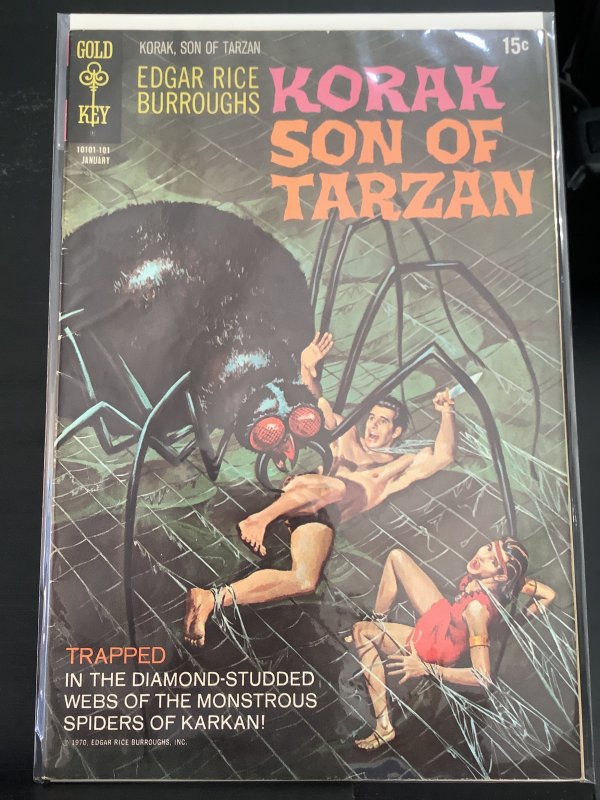 GOLD
KEY
10101-101
JANUARY
KORAK, SON OF TARZAN
15¢
EDGAR RICE
BURROUGHS
KORAK
SON OF
TARZAN
TRAPPED
IN THE DIAMOND-STUDDED
WEBS OF THE MONSTROUS
SPIDERS OF KARKAN!
© 1970, EDGAR RICE BURROUGHS, INC.